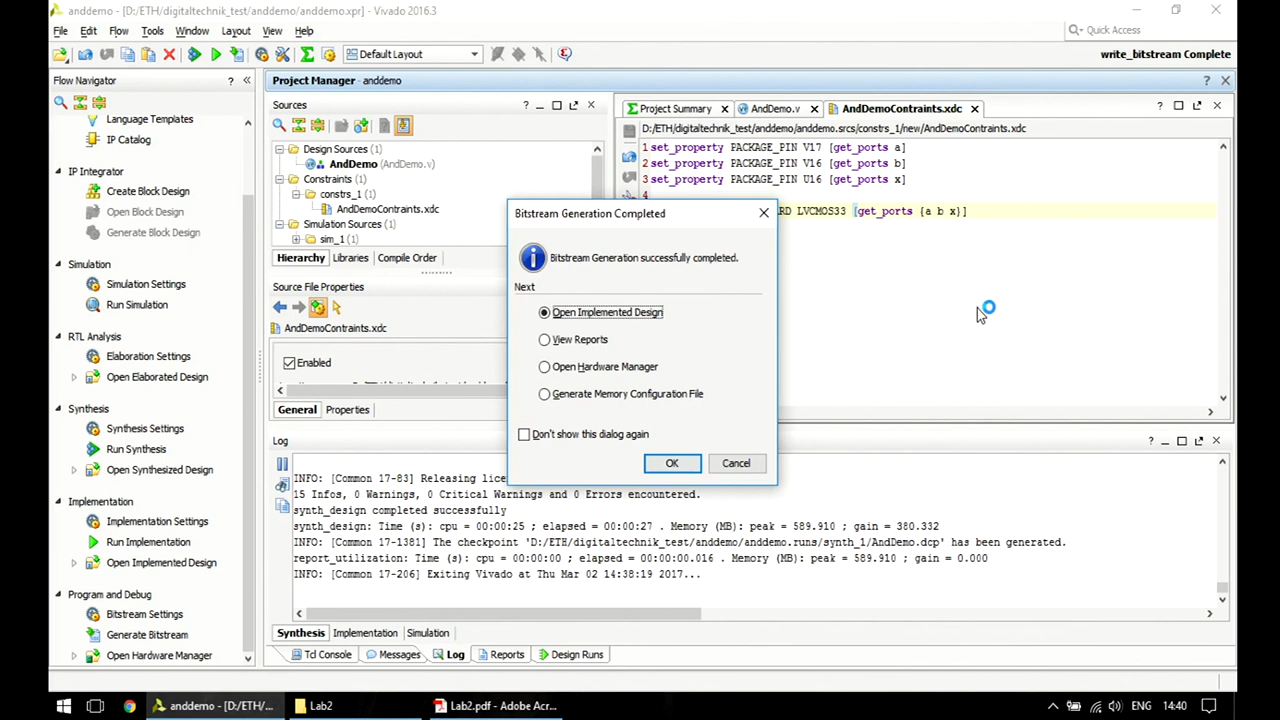 anddemo - [D:/ETH/digitaltechnik_test/anddemo/anddemo.xpr] - Vivado 2016.3
File Edit Flow Tools Window Layout View Help
Quick Access
Default Layout
write_bitstream Complete
Flow Navigator
Language Templates
IP Catalog
IP Integrator
Create Block Design
Open Block Design
Generate Block Design
Simulation
Simulation Settings
Run Simulation
RTL Analysis
Elaboration Settings
Open Elaborated Design
Synthesis
Synthesis Settings
Run Synthesis
Open Synthesized Design
Implementation
Implementation Settings
Run Implementation
Open Implemented Design
Program and Debug
Bitstream Settings
Generate Bitstream
Open Hardware Manager
Project Manager - anddemo
Sources
Design Sources (1)
AndDemo (AndDemo.v)
Constraints (1)
constrs_1 (1)
AndDemoContraints.xdc
Simulation Sources (1)
sim_1 (1)
Hierarchy Libraries Compile Order
Source File Properties
AndDemoContraints.xdc
Enabled
General Properties
Project Summary AndDemo.v AndDemoContraints.xdc
D:/ETH/digitaltechnik_test/anddemo/anddemo.srcs/constrs_1/new/AndDemoContraints.xdc
1 set_property PACKAGE_PIN V17 [get_ports a]
2 set_property PACKAGE_PIN V16 [get_ports b]
3 set_property PACKAGE_PIN U16 [get_ports x]
4
RD LVCMOS33 [get_ports {a b x}]
Bitstream Generation Completed
Bitstream Generation successfully completed.
Next
Open Implemented Design
View Reports
Open Hardware Manager
Generate Memory Configuration File
Don't show this dialog again
OK Cancel
Log
INFO: [Common 17-83] Releasing lice
15 Infos, 0 Warnings, 0 Critical Warnings and 0 Errors encountered.
synth_design completed successfully
synth_design: Time (s): cpu = 00:00:25 ; elapsed = 00:00:27 . Memory (MB): peak = 589.910 ; gain = 380.332
INFO: [Common 17-1381] The checkpoint 'D:/ETH/digitaltechnik_test/anddemo/anddemo.runs/synth_1/AndDemo.dcp' has been generated.
report_utilization: Time (s): cpu = 00:00:00 ; elapsed = 00:00:00.016 . Memory (MB): peak = 589.910 ; gain = 0.000
INFO: [Common 17-206] Exiting Vivado at Thu Mar 02 14:38:19 2017...
Synthesis Implementation Simulation
Tcl Console Messages Log Reports Design Runs
anddemo - [D:/ET/... Lab2 Lab2.pdf - Adobe Acr... ENG 14:40